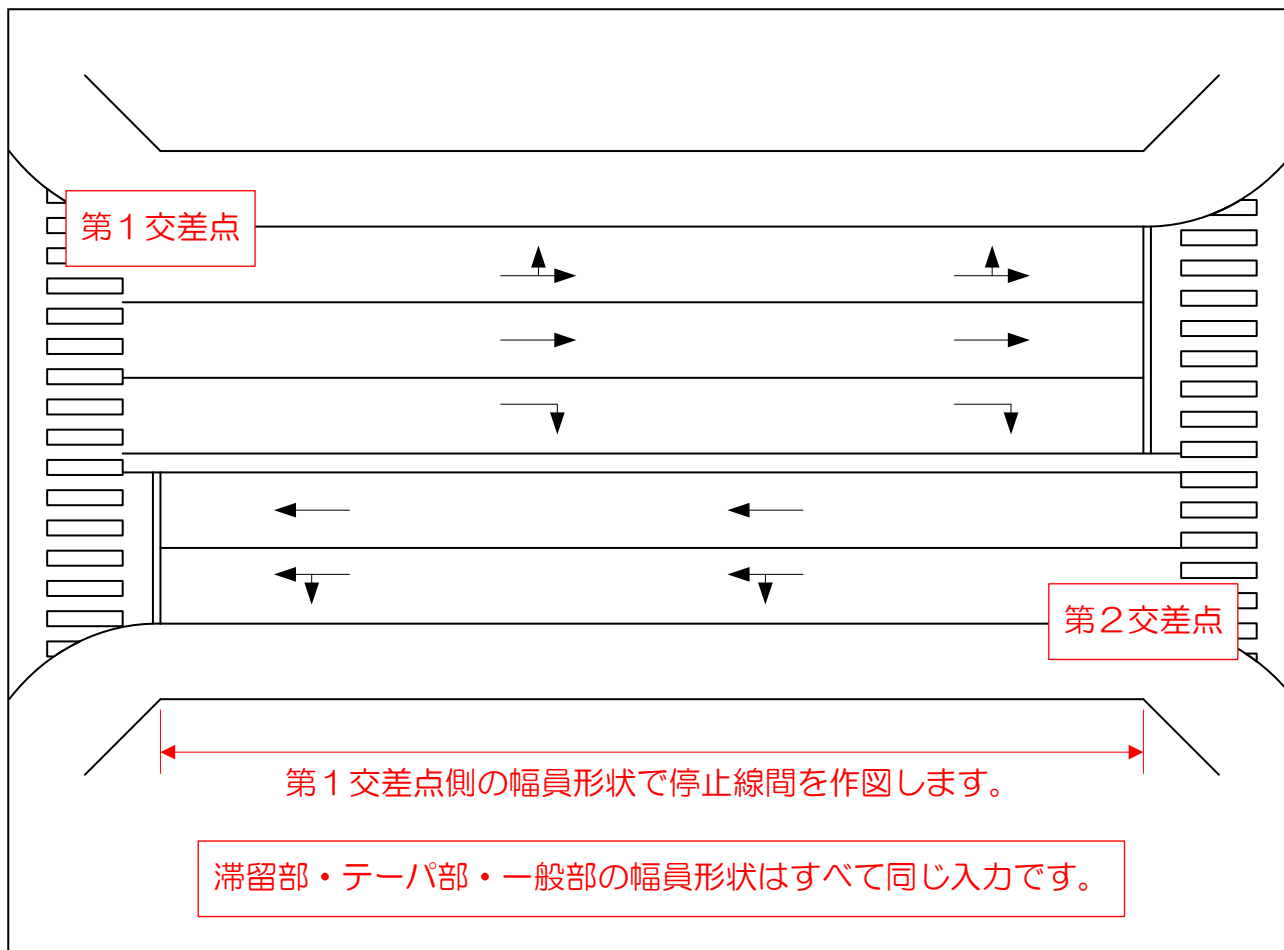 第１交差点
第２交差点
第１交差点側の幅員形状で停止線間を作図します。
滞留部・テーパ部・一般部の幅員形状はすべて同じ入力です。